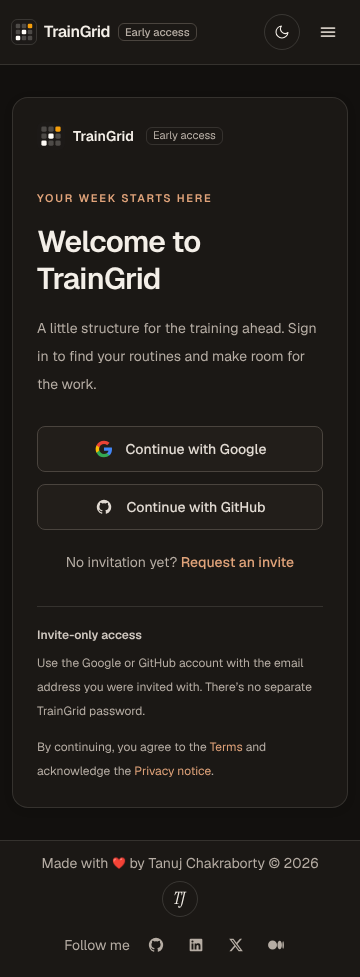 TrainGrid Early access
TrainGrid Early access
YOUR WEEK STARTS HERE
Welcome to
TrainGrid
A little structure for the training ahead. Sign
in to find your routines and make room for
the work.
Continue with Google
Continue with GitHub
No invitation yet? Request an invite
Invite-only access
Use the Google or GitHub account with the email
address you were invited with. There’s no separate
TrainGrid password.
By continuing, you agree to the Terms and
acknowledge the Privacy notice.
Made with ❤️ by Tanuj Chakraborty © 2026
TJ
Follow me